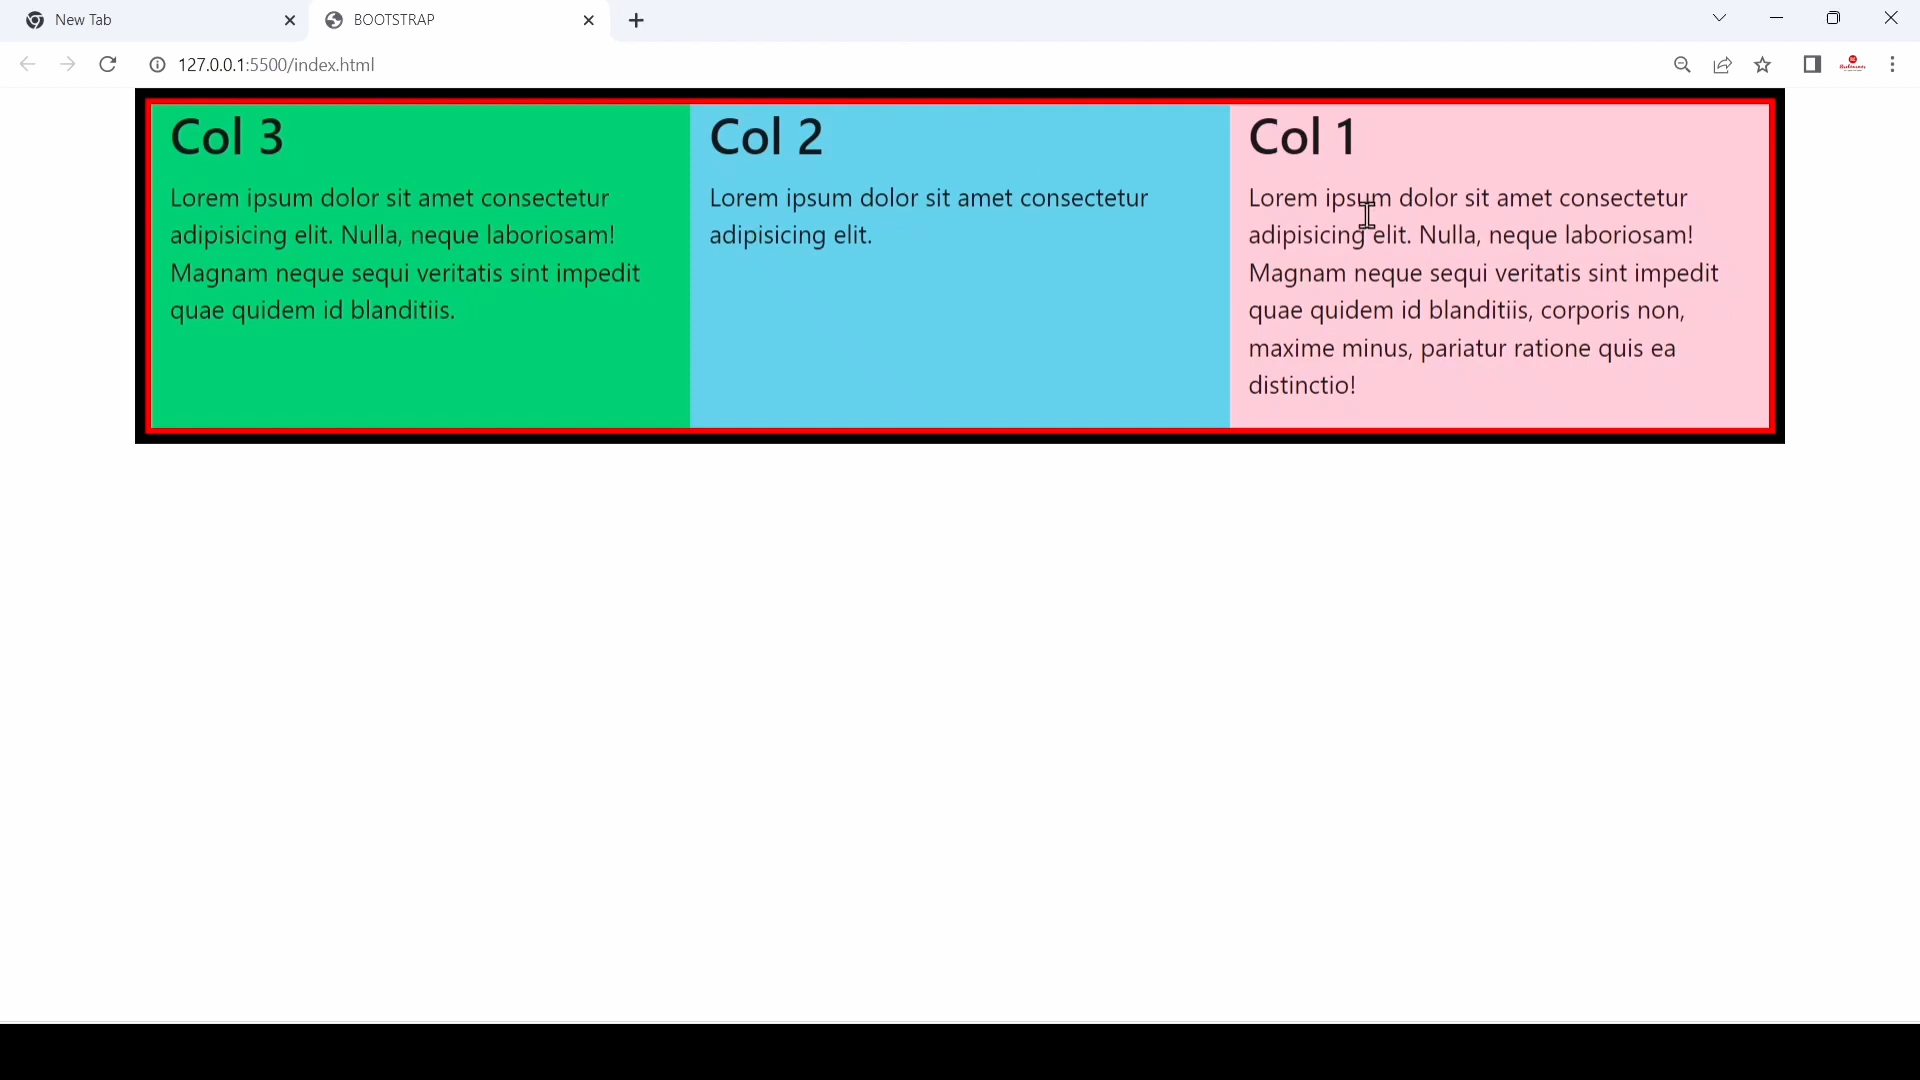 New Tab
BOOTSTRAP
127.0.0.1:5500/index.html
Col 3
Lorem ipsum dolor sit amet consectetur
adipisicing elit. Nulla, neque laboriosam!
Magnam neque sequi veritatis sint impedit
quae quidem id blanditiis.
Col 2
Lorem ipsum dolor sit amet consectetur
adipisicing elit.
Col 1
Lorem ipsum dolor sit amet consectetur
adipisicing elit. Nulla, neque laboriosam!
Magnam neque sequi veritatis sint impedit
quae quidem id blanditiis, corporis non,
maxime minus, pariatur ratione quis ea
distinctio!